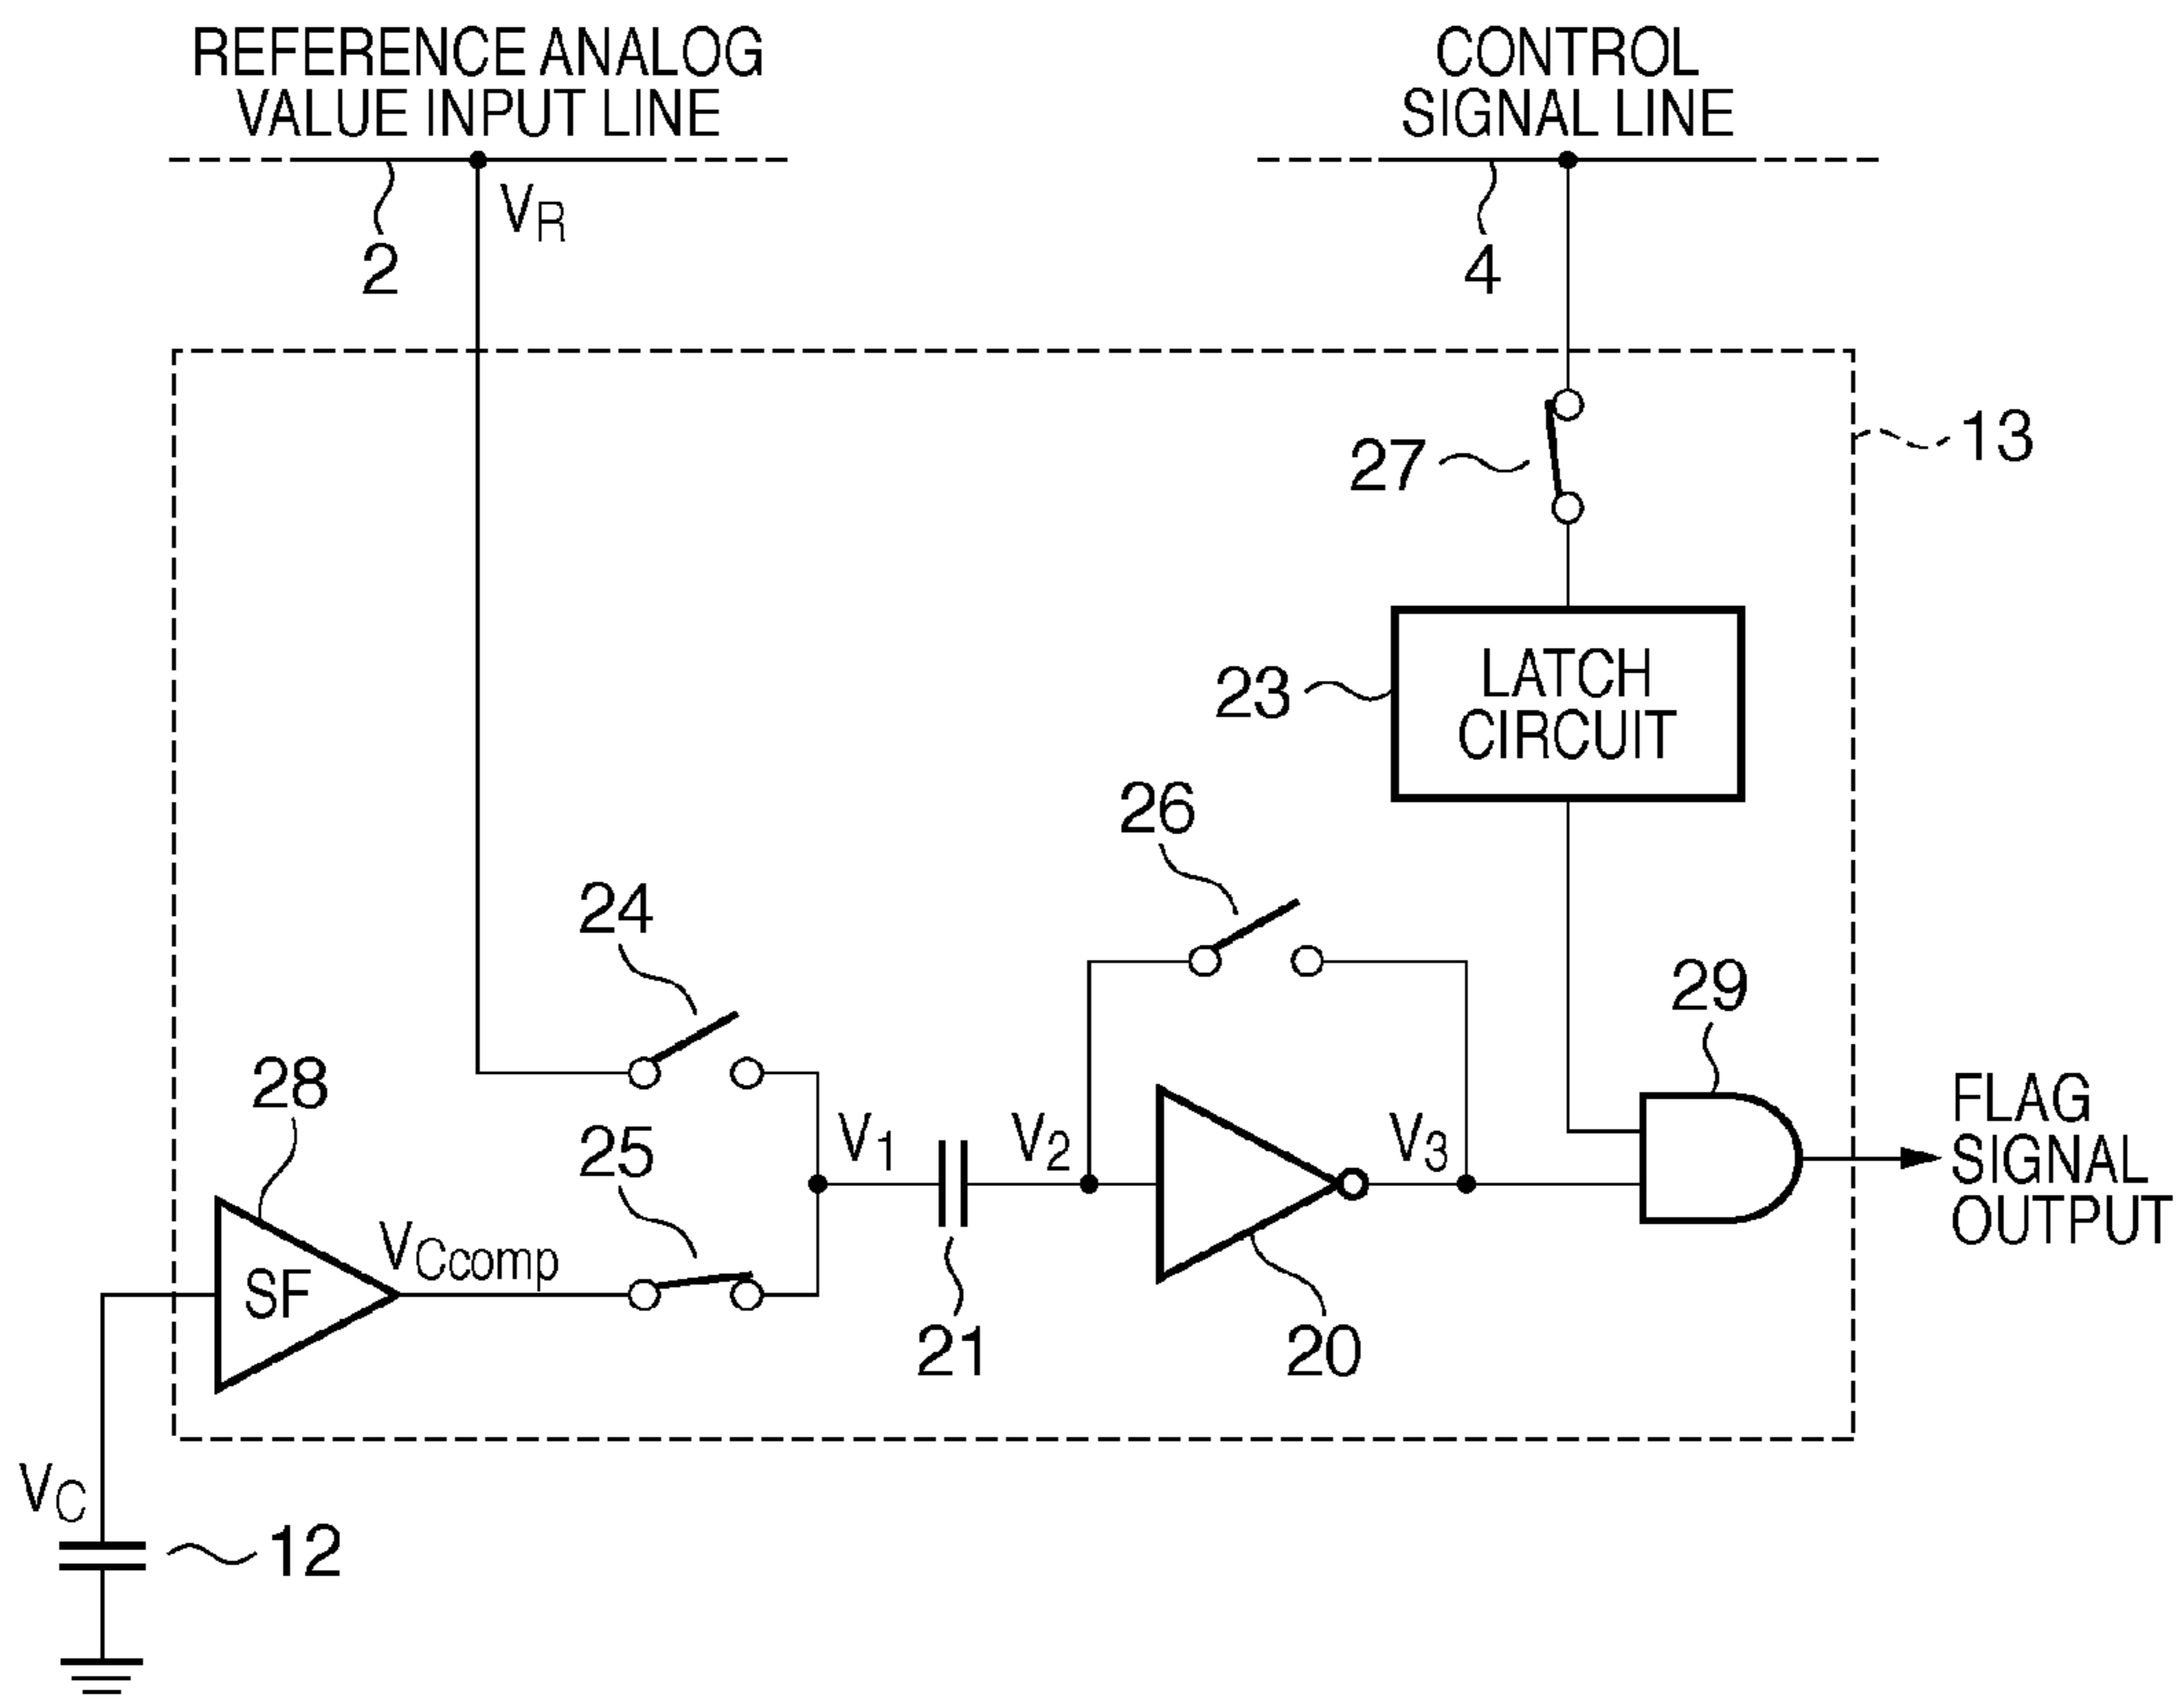 REFERENCE ANALOG
VALUE INPUT LINE
CONTROL
SIGNAL LINE
VR
2
4
27
13
23
LATCH
CIRCUIT
26
24
29
28
25
V1
V2
V3
FLAG
SIGNAL
OUTPUT
SF
VCcomp
21
20
VC
12